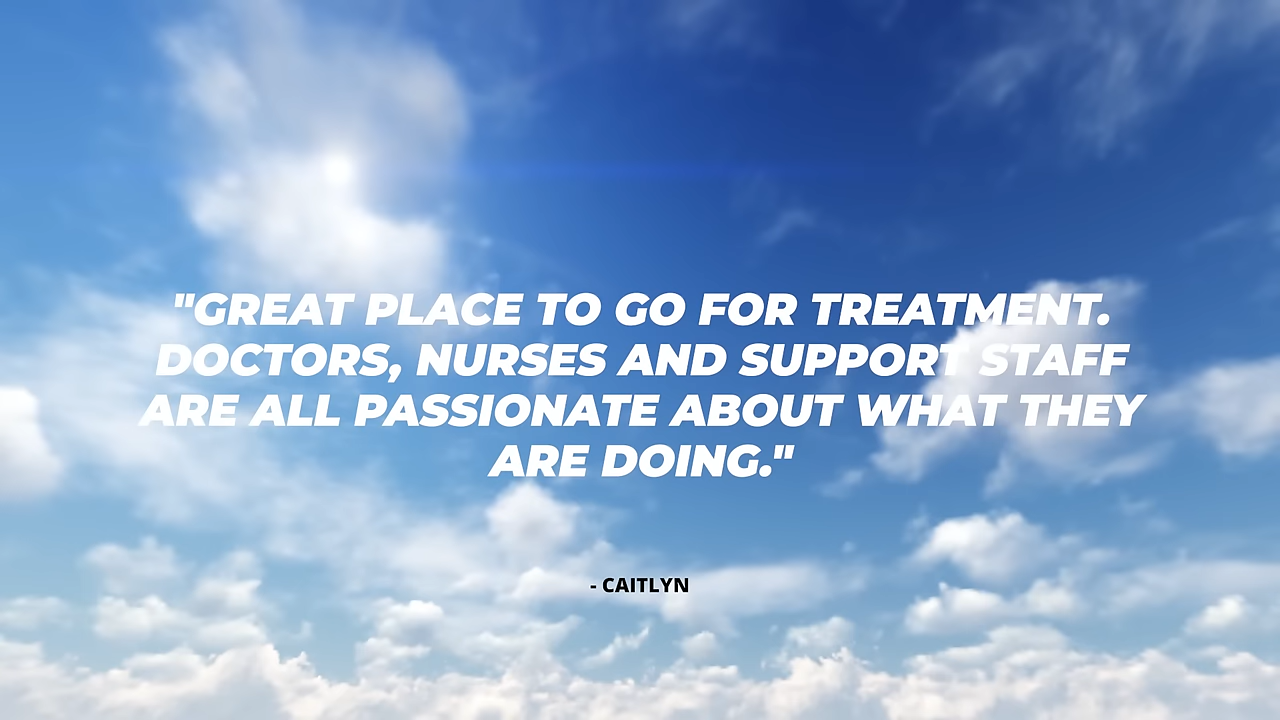 "GREAT PLACE TO GO FOR TREATMENT.
DOCTORS, NURSES AND SUPPORT STAFF
ARE ALL PASSIONATE ABOUT WHAT THEY
ARE DOING."
- CAITLYN